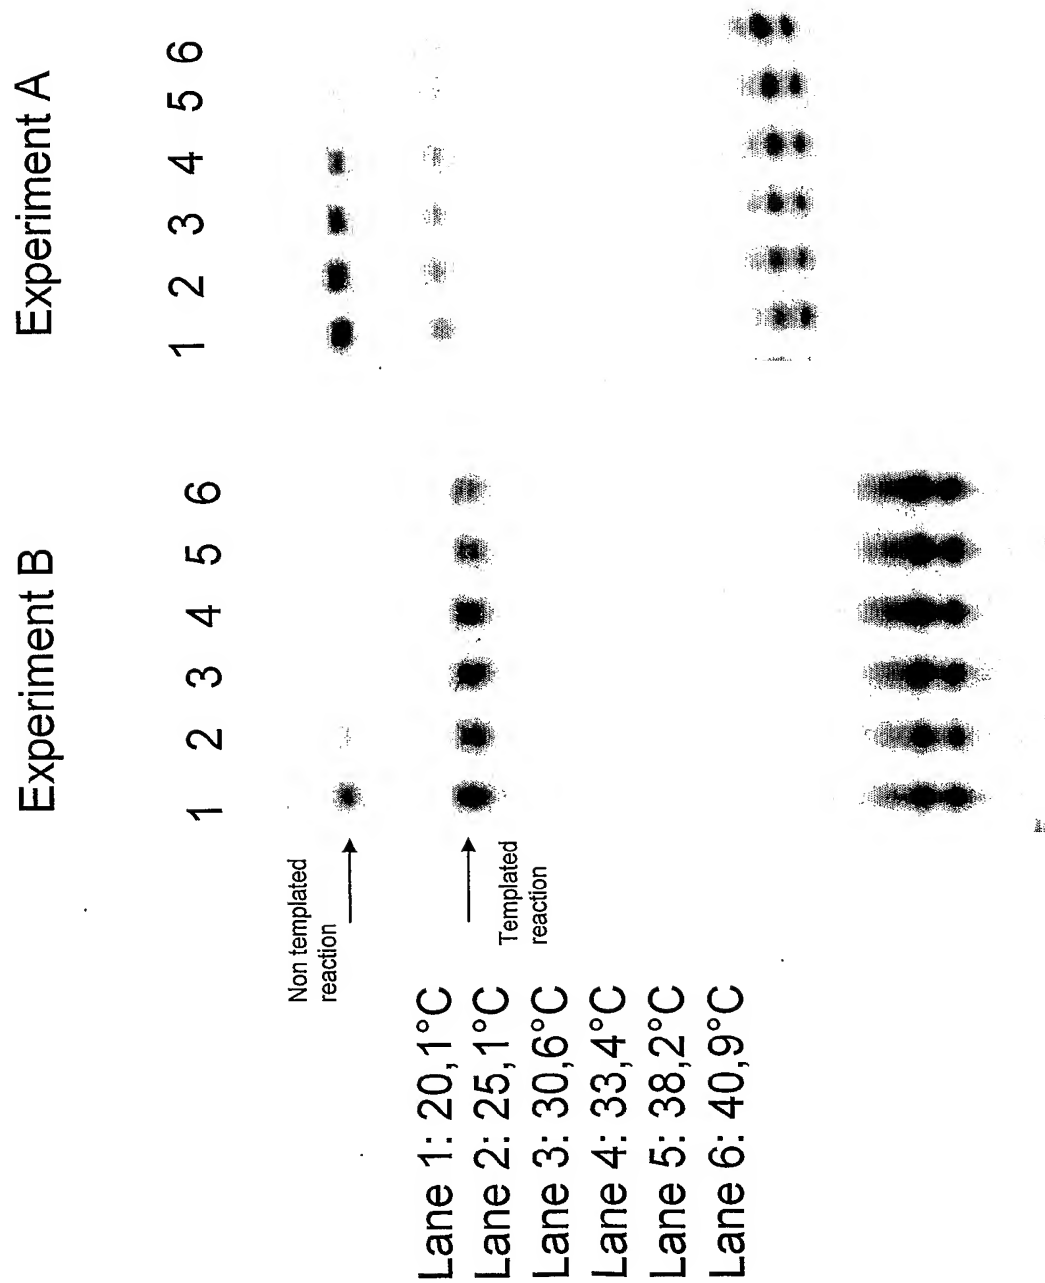 Experiment B
Experiment A
1 2 3 4 5 6
1 2 3 4 5 6
Non templated
reaction
Templated
reaction
Lane 1: 20,1°C
Lane 2: 25,1°C
Lane 3: 30,6°C
Lane 4: 33,4°C
Lane 5: 38,2°C
Lane 6: 40,9°C